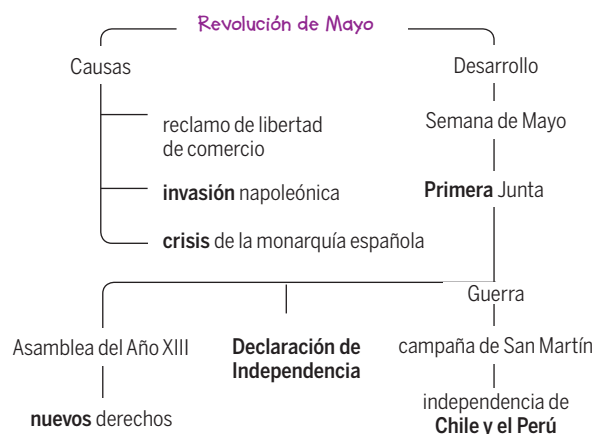 Revolución de Mayo
Causas
Desarrollo
reclamo de libertad
de comercio
Semana de Mayo
invasión napoleónica
Primera Junta
crisis de la monarquía española
Guerra
Asamblea del Año XIII
Declaración de
Independencia
campaña de San Martín
nuevos derechos
independencia de
Chile y el Perú